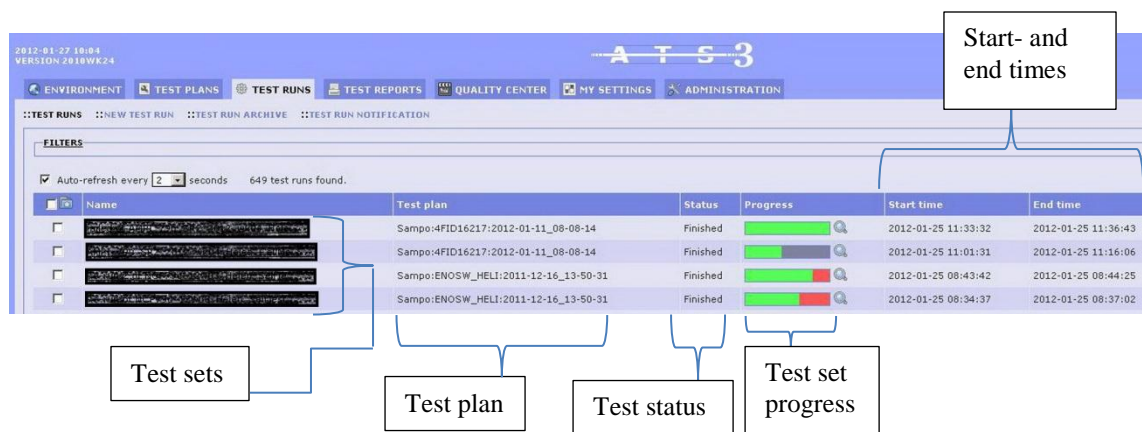 Start- and
end times
2012-01-27 10:04
VERSION 2010WK24
ATS3
ENVIRONMENT TEST PLANS TEST RUNS TEST REPORTS QUALITY CENTER MY SETTINGS ADMINISTRATION
::TEST RUNS ::NEW TEST RUN ::TEST RUN ARCHIVE ::TEST RUN NOTIFICATION
FILTERS
Auto-refresh every 2 seconds 649 test runs found.
Name Test plan Status Progress Start time End time
Sampo:4FID16217:2012-01-11_08-08-14 Finished 2012-01-25 11:33:32 2012-01-25 11:36:43
Sampo:4FID16217:2012-01-11_08-08-14 Finished 2012-01-25 11:01:31 2012-01-25 11:16:06
Sampo:ENOSW_HELI:2011-12-16_13-50-31 Finished 2012-01-25 08:43:42 2012-01-25 08:44:25
Sampo:ENOSW_HELI:2011-12-16_13-50-31 Finished 2012-01-25 08:34:37 2012-01-25 08:37:02
Test sets
Test plan
Test status
Test set
progress